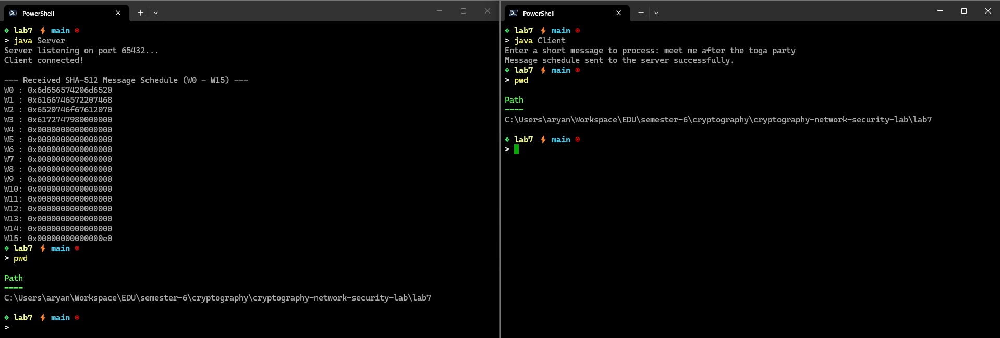 PowerShell
lab7 main
> java Server
Server listening on port 65432...
Client connected!
--- Received SHA-512 Message Schedule (W0 - W15) ---
W0 : 0x6d656574206d6520
W1 : 0x6166746572207468
W2 : 0x6520746f67612070
W3 : 0x6172747980000000
W4 : 0x0000000000000000
W5 : 0x0000000000000000
W6 : 0x0000000000000000
W7 : 0x0000000000000000
W8 : 0x0000000000000000
W9 : 0x0000000000000000
W10: 0x0000000000000000
W11: 0x0000000000000000
W12: 0x0000000000000000
W13: 0x0000000000000000
W14: 0x0000000000000000
W15: 0x00000000000000e0
lab7 main
> pwd
Path
----
C:\Users\aryan\Workspace\EDU\semester-6\cryptography\cryptography-network-security-lab\lab7
lab7 main
>
PowerShell
lab7 main
> java Client
Enter a short message to process: meet me after the toga party
Message schedule sent to the server successfully.
lab7 main
> pwd
Path
----
C:\Users\aryan\Workspace\EDU\semester-6\cryptography\cryptography-network-security-lab\lab7
lab7 main
>